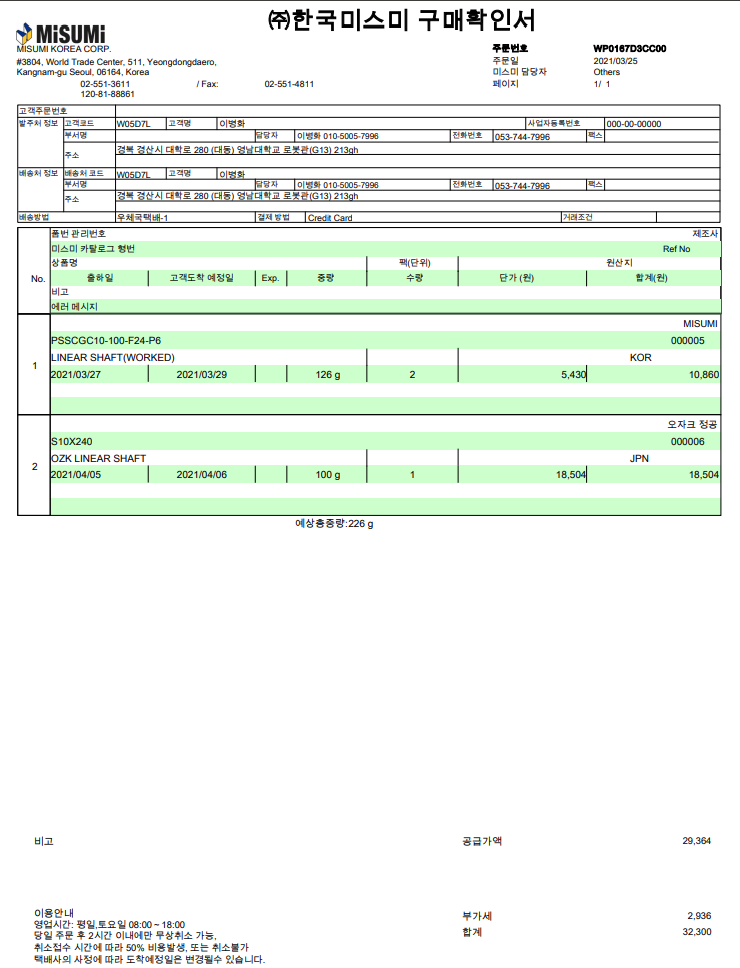 ㈜한국미스미 구매확인서
MiSUMi
MISUMI KOREA CORP.
#3804, World Trade Center, 511, Yeongdongdaero,
Kangnam-gu Seoul, 06164, Korea
02-551-3611 / Fax: 02-551-4811
120-81-88861
주문번호 WP0167D3CC00
주문일 2021/03/25
미스미 담당자 Others
페이지 1/ 1
고객주문번호
발주처 정보 고객코드 W05D7L 고객명 이병화 사업자등록번호 000-00-00000
부서명 담당자 이병화 010-5005-7996 전화번호 053-744-7996 팩스
주소 경북 경산시 대학로 280 (대동) 영남대학교 로봇관(G13) 213gh
배송처 정보 배송처 코드 W05D7L 고객명 이병화
부서명 담당자 이병화 010-5005-7996 전화번호 053-744-7996 팩스
주소 경북 경산시 대학로 280 (대동) 영남대학교 로봇관(G13) 213gh
배송방법 우체국택배-1 결제 방법 Credit Card 거래조건
No.
품번 관리번호 제조사
미스미 카탈로그 형번 Ref No
상품명 팩(단위) 원산지
출하일 고객도착 예정일 Exp. 중량 수량 단가 (원) 합계(원)
비고
에러 메시지
1
MISUMI
PSSCGC10-100-F24-P6 000005
LINEAR SHAFT(WORKED) KOR
2021/03/27 2021/03/29 126 g 2 5,430 10,860
2
오자크 정공
S10X240 000006
OZK LINEAR SHAFT JPN
2021/04/05 2021/04/06 100 g 1 18,504 18,504
예상총중량:226 g
비고 공급가액 29,364
이용안내
영업시간: 평일,토요일 08:00 ~ 18:00
당일 주문 후 2시간 이내에만 무상취소 가능,
취소접수 시간에 따라 50% 비용발생, 또는 취소불가
택배사의 사정에 따라 도착예정일은 변경될수 있습니다.
부가세 2,936
합계 32,300